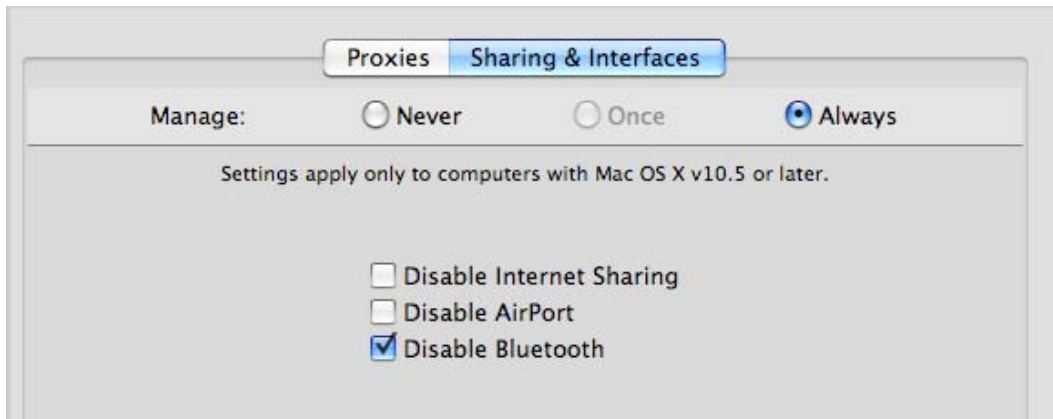 Proxies Sharing & Interfaces
Manage: Never Once Always
Settings apply only to computers with Mac OS X v10.5 or later.
Disable Internet Sharing
Disable AirPort
Disable Bluetooth